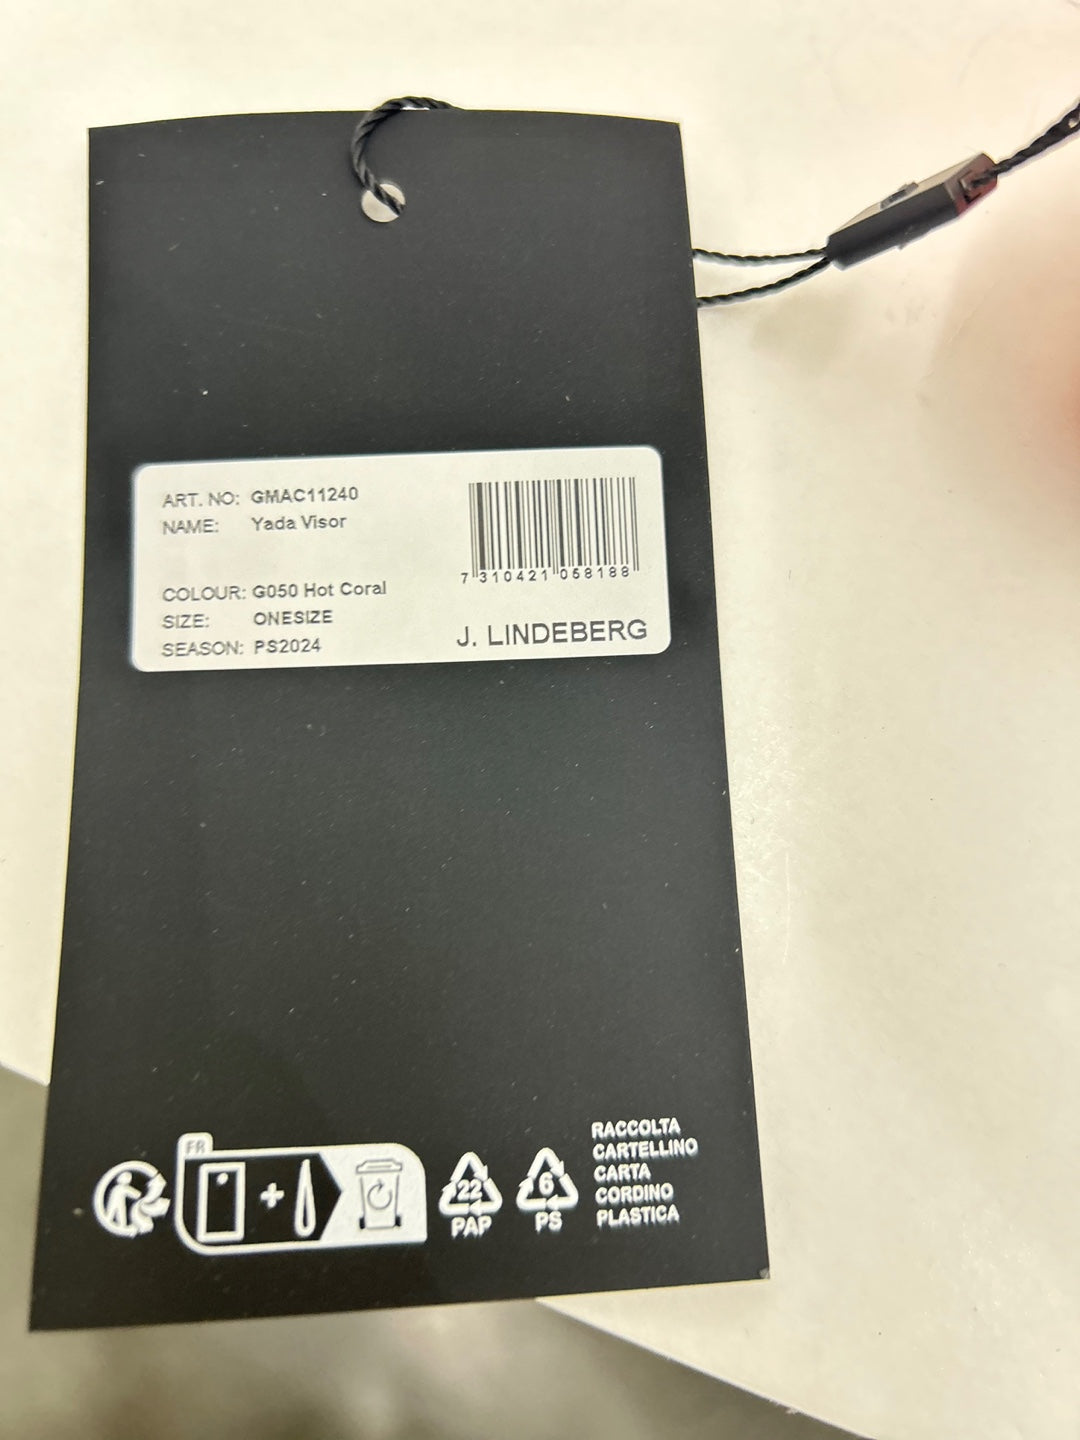 ART. NO: GMAC11240
NAME: Yada Visor
COLOUR: G050 Hot Coral
SIZE: ONESIZE
SEASON: PS2024
7 310421 058188
J. LINDEBERG
FR
22
PAP
6
PS
RACCOLTA
CARTELLINO
CARTA
CORDINO
PLASTICA